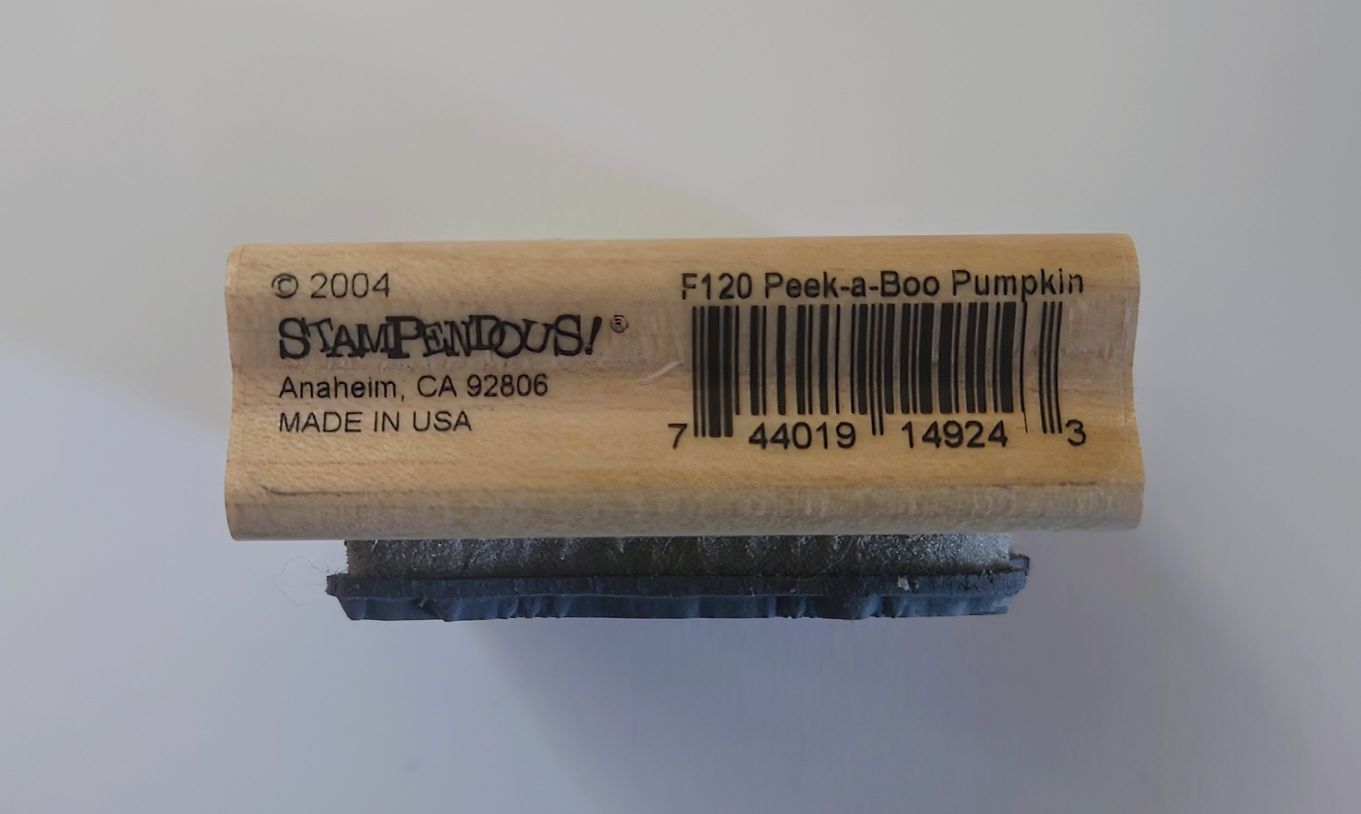 © 2004
STAMPENDOUS!®
Anaheim, CA 92806
MADE IN USA
F120 Peek-a-Boo Pumpkin
7 44019 14924 3